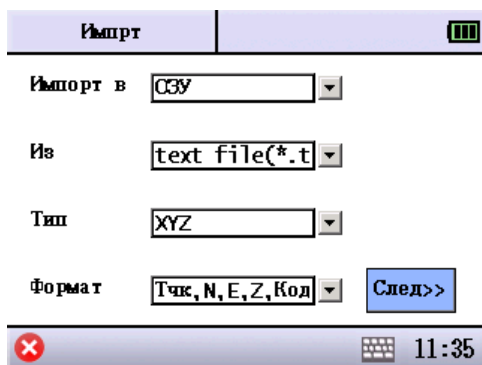 Импрт
Импорт в ОЗУ
Из text file(*.t
Тип XYZ
Формат Тчк,N,E,Z,Код След>>
11:35